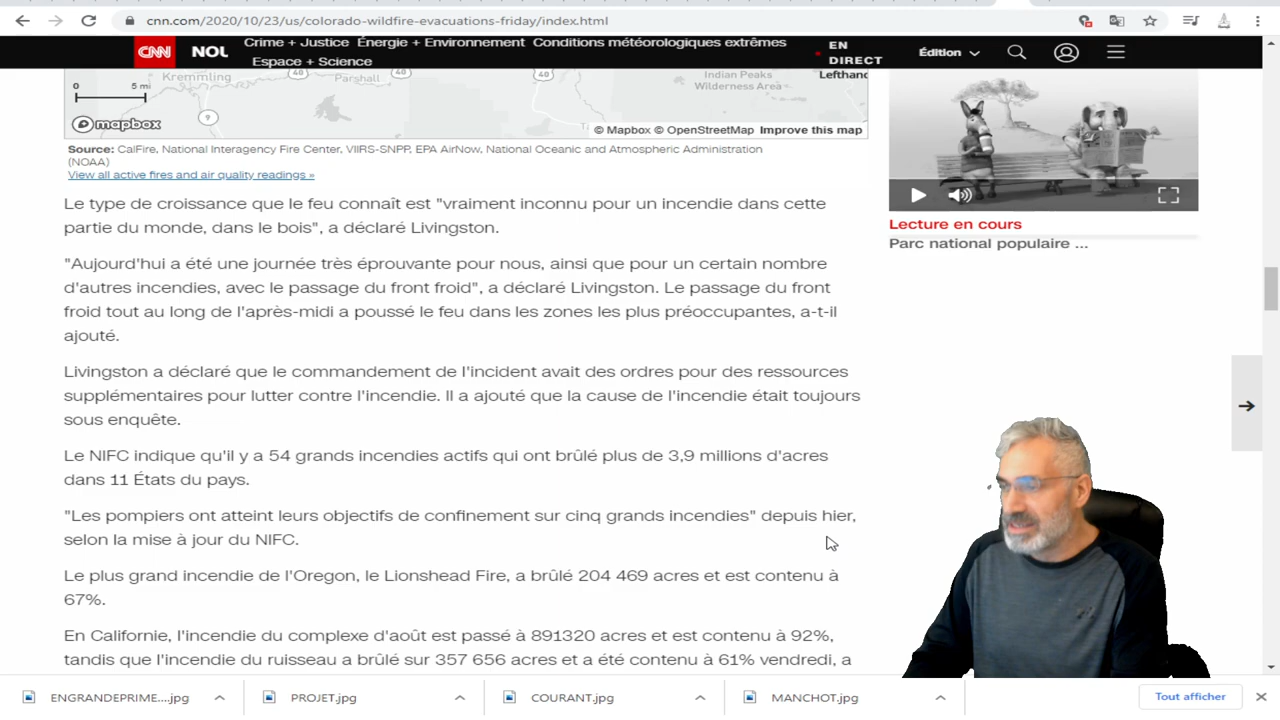 cnn.com/2020/10/23/us/colorado-wildfire-evacuations-friday/index.html
CNN NOL Crime + Justice Énergie + Environnement Conditions météorologiques extrêmes
Espace + Science
EN
DIRECT
Édition
Kremmling
40
Parshall
40
40
Indian Peaks
Wilderness Area
Lefthand
0 5 mi
9
mapbox
© Mapbox © OpenStreetMap Improve this map
Source: CalFire, National Interagency Fire Center, VIIRS-SNPP, EPA AirNow, National Oceanic and Atmospheric Administration
(NOAA)
View all active fires and air quality readings »
Le type de croissance que le feu connaît est "vraiment inconnu pour un incendie dans cette
partie du monde, dans le bois", a déclaré Livingston.
"Aujourd'hui a été une journée très éprouvante pour nous, ainsi que pour un certain nombre
d'autres incendies, avec le passage du front froid", a déclaré Livingston. Le passage du front
froid tout au long de l'après-midi a poussé le feu dans les zones les plus préoccupantes, a-t-il
ajouté.
Livingston a déclaré que le commandement de l'incident avait des ordres pour des ressources
supplémentaires pour lutter contre l'incendie. Il a ajouté que la cause de l'incendie était toujours
sous enquête.
Le NIFC indique qu'il y a 54 grands incendies actifs qui ont brûlé plus de 3,9 millions d'acres
dans 11 États du pays.
"Les pompiers ont atteint leurs objectifs de confinement sur cinq grands incendies" depuis hier,
selon la mise à jour du NIFC.
Le plus grand incendie de l'Oregon, le Lionshead Fire, a brûlé 204 469 acres et est contenu à
67%.
En Californie, l'incendie du complexe d'août est passé à 891320 acres et est contenu à 92%,
tandis que l'incendie du ruisseau a brûlé sur 357 656 acres et a été contenu à 61% vendredi, a
Lecture en cours
Parc national populaire ...
ENGRANDEPRIME....jpg
PROJET.jpg
COURANT.jpg
MANCHOT.jpg
Tout afficher